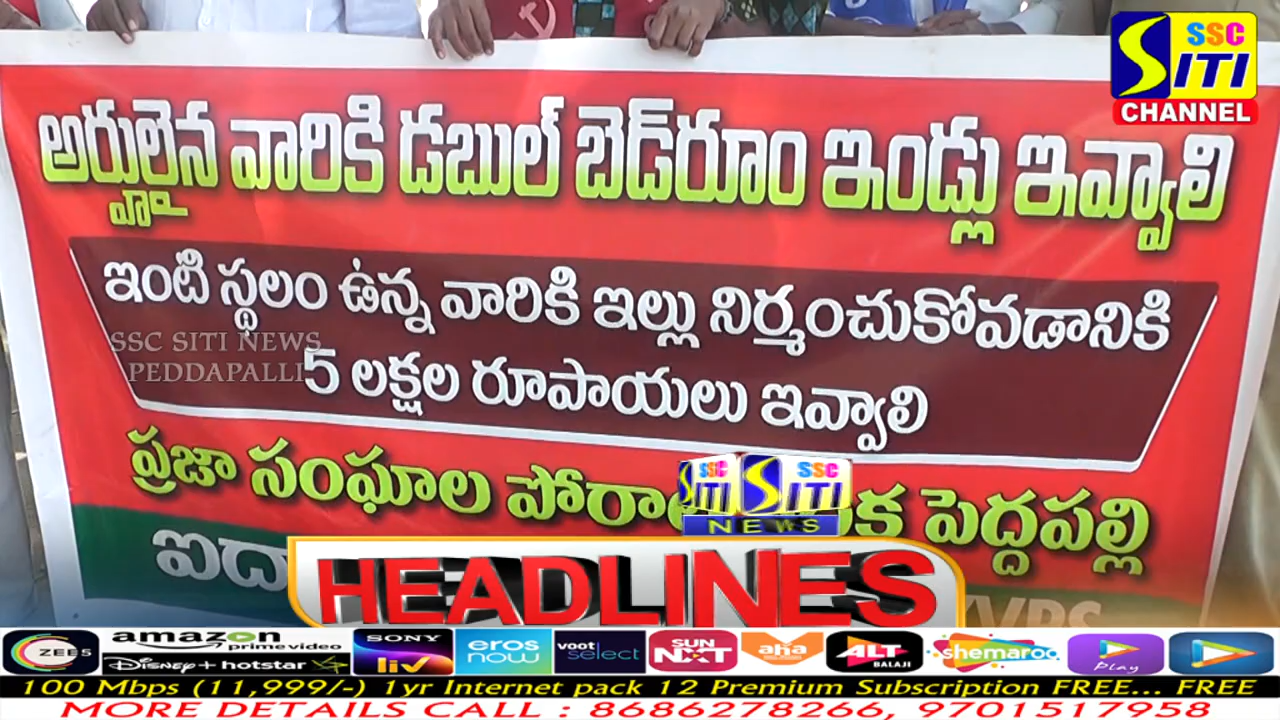 SSC
SITI
CHANNEL
అర్హులైన వారికి డబుల్ బెడ్‌రూం ఇండ్లు ఇవ్వాలి
ఇంటి స్థలం ఉన్న వారికి ఇల్లు నిర్మించుకోవడానికి
5 లక్షల రూపాయలు ఇవ్వాలి
SSC SITI NEWS
PEDDAPALLI
ప్రజా సంఘాల పెద్దపల్లి
SSC SITI
NEWS
HEADLINES
ZEE5 amazon prime video Disney+ hotstar SONY liv eros now voot select SUN NXT aha ALT BALAJI shemaroo Play
100 Mbps (11,999/-) 1yr Internet pack 12 Premium Subscription FREE... FREE
MORE DETAILS CALL : 8686278266, 9701517958